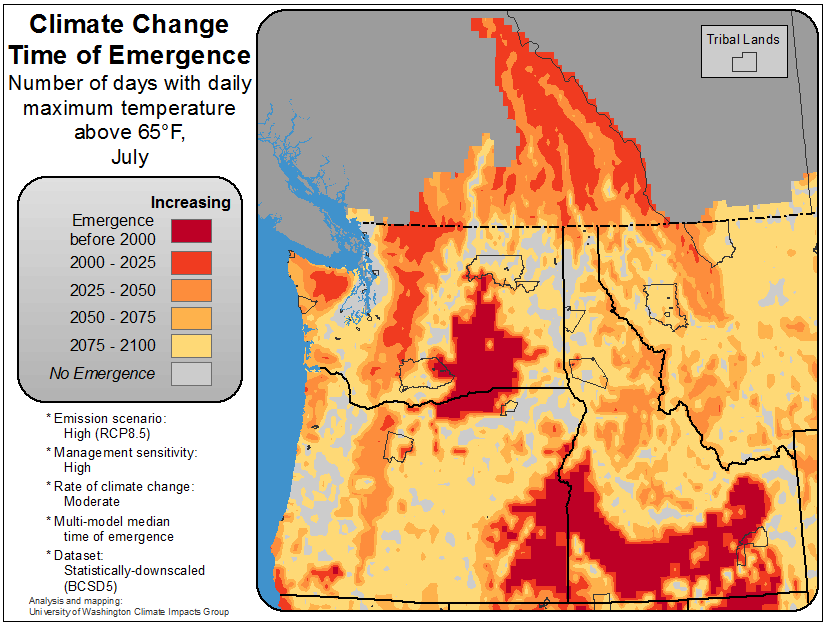 Climate Change
Time of Emergence
Number of days with daily
maximum temperature
above 65°F,
July
Increasing
Emergence
before 2000
2000 - 2025
2025 - 2050
2050 - 2075
2075 - 2100
No Emergence
* Emission scenario:
High (RCP8.5)
* Management sensitivity:
High
* Rate of climate change:
Moderate
* Multi-model median
time of emergence
* Dataset:
Statistically-downscaled
(BCSD5)
Analysis and mapping:
University of Washington Climate Impacts Group
Tribal Lands